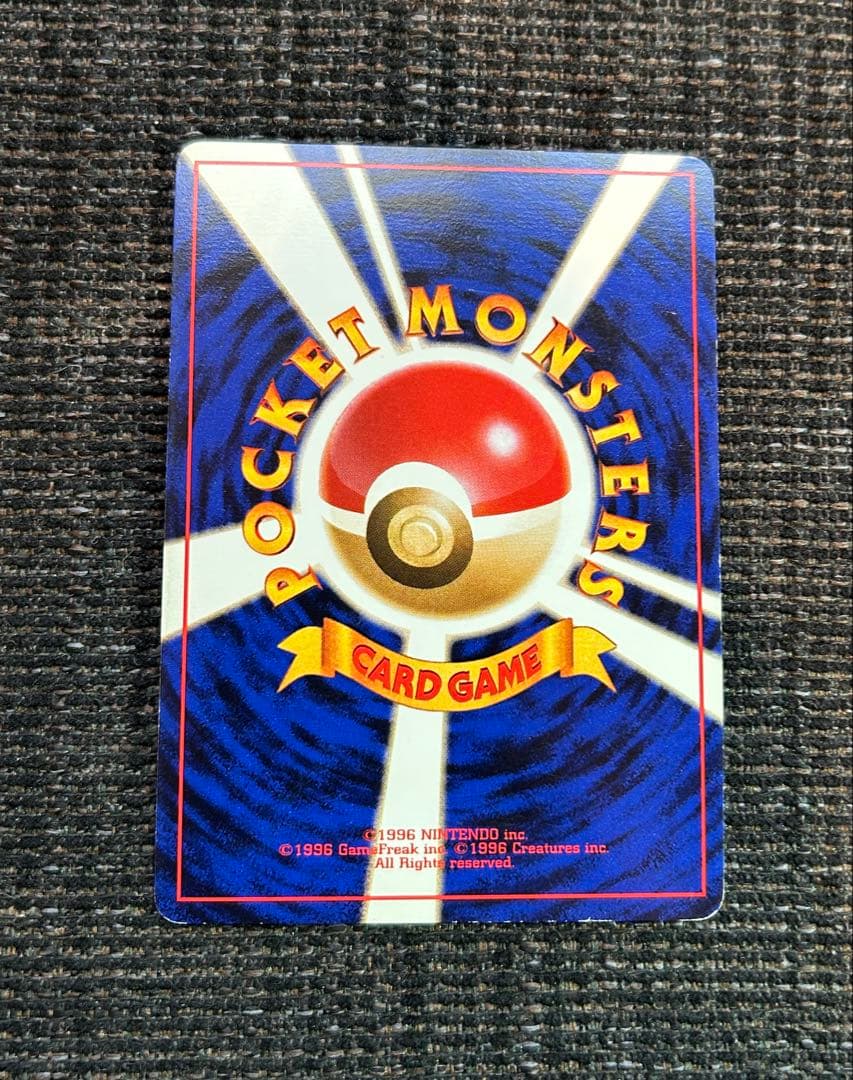 POCKET MONSTERS
CARD GAME
©1996 NINTENDO inc.
©1996 GameFreak inc. ©1996 Creatures inc.
All Rights reserved.